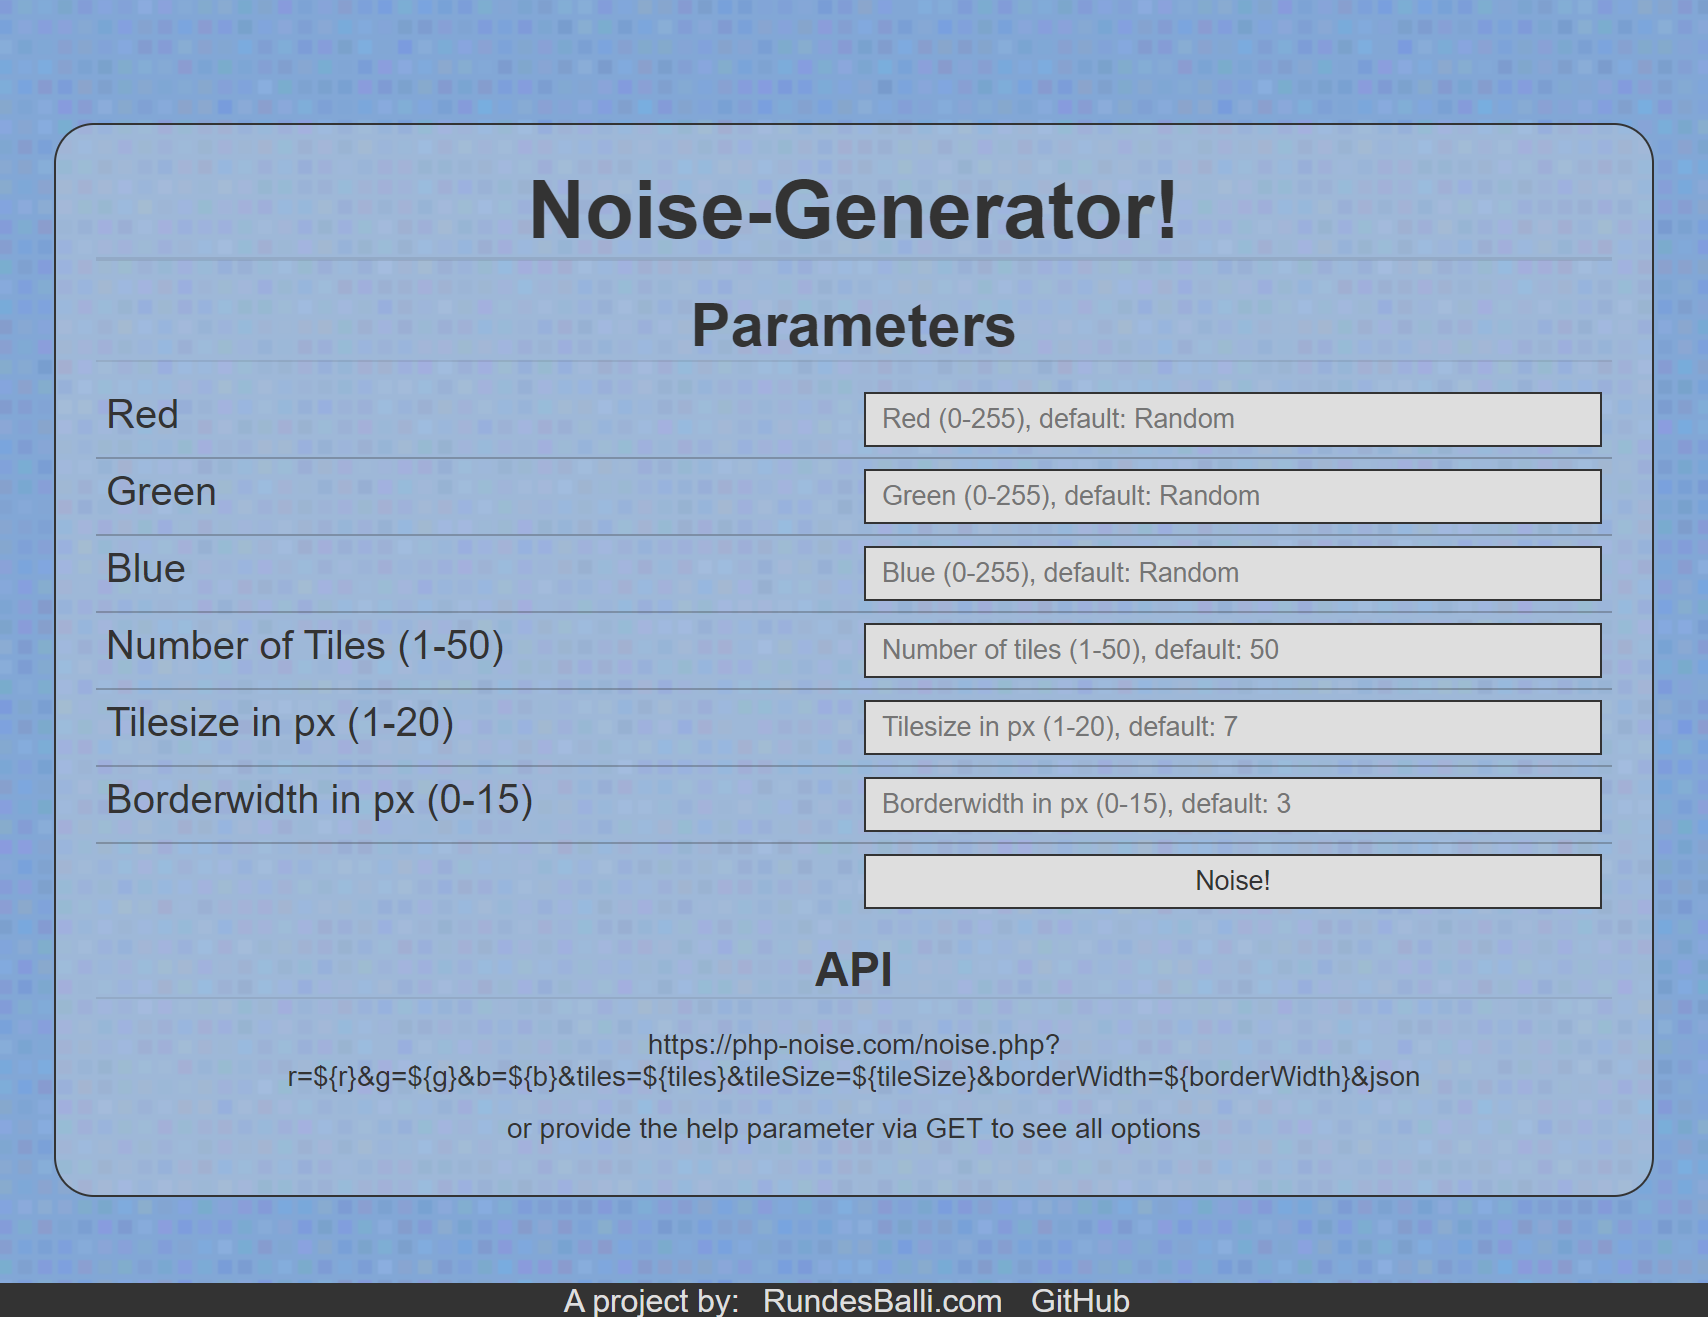 Noise-Generator!
Parameters
Red
Red (0-255), default: Random
Green
Green (0-255), default: Random
Blue
Blue (0-255), default: Random
Number of Tiles (1-50)
Number of tiles (1-50), default: 50
Tilesize in px (1-20)
Tilesize in px (1-20), default: 7
Borderwidth in px (0-15)
Borderwidth in px (0-15), default: 3
Noise!
API
https://php-noise.com/noise.php?
r=${r}&g=${g}&b=${b}&tiles=${tiles}&tileSize=${tileSize}&borderWidth=${borderWidth}&json
or provide the help parameter via GET to see all options
A project by: RundesBalli.com GitHub